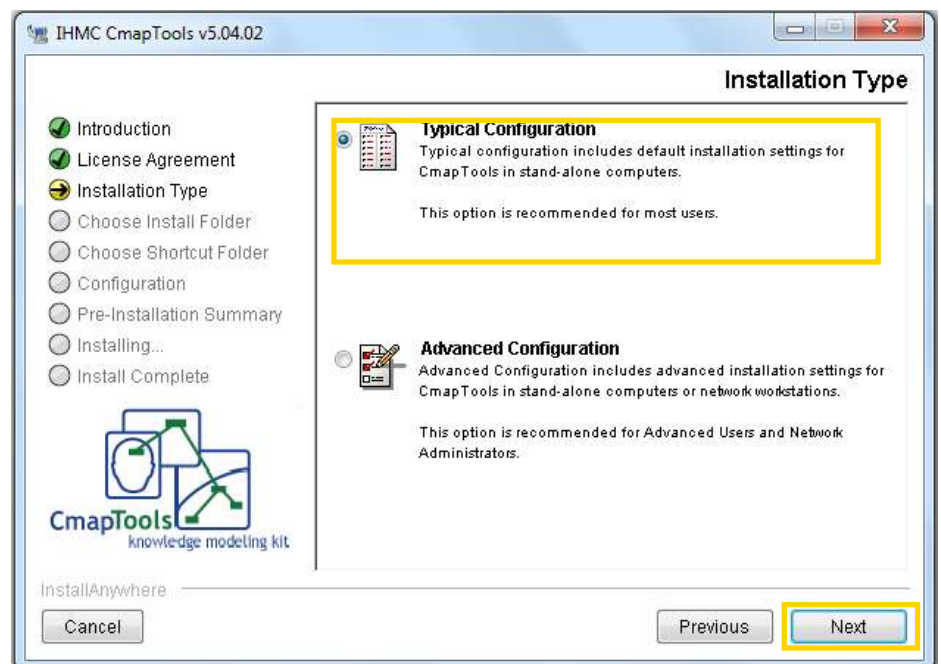 IHMC CmapTools v5.04.02
Installation Type
Introduction
License Agreement
Installation Type
Choose Install Folder
Choose Shortcut Folder
Configuration
Pre-Installation Summary
Installing...
Install Complete
Typical Configuration
Typical configuration includes default installation settings for
CmapTools in stand-alone computers.
This option is recommended for most users.
Advanced Configuration
Advanced Configuration includes advanced installation settings for
CmapTools in stand-alone computers or network workstations.
This option is recommended for Advanced Users and Network
Administrators.
CmapTools
knowledge modeling kit
InstallAnywhere
Cancel
Previous
Next